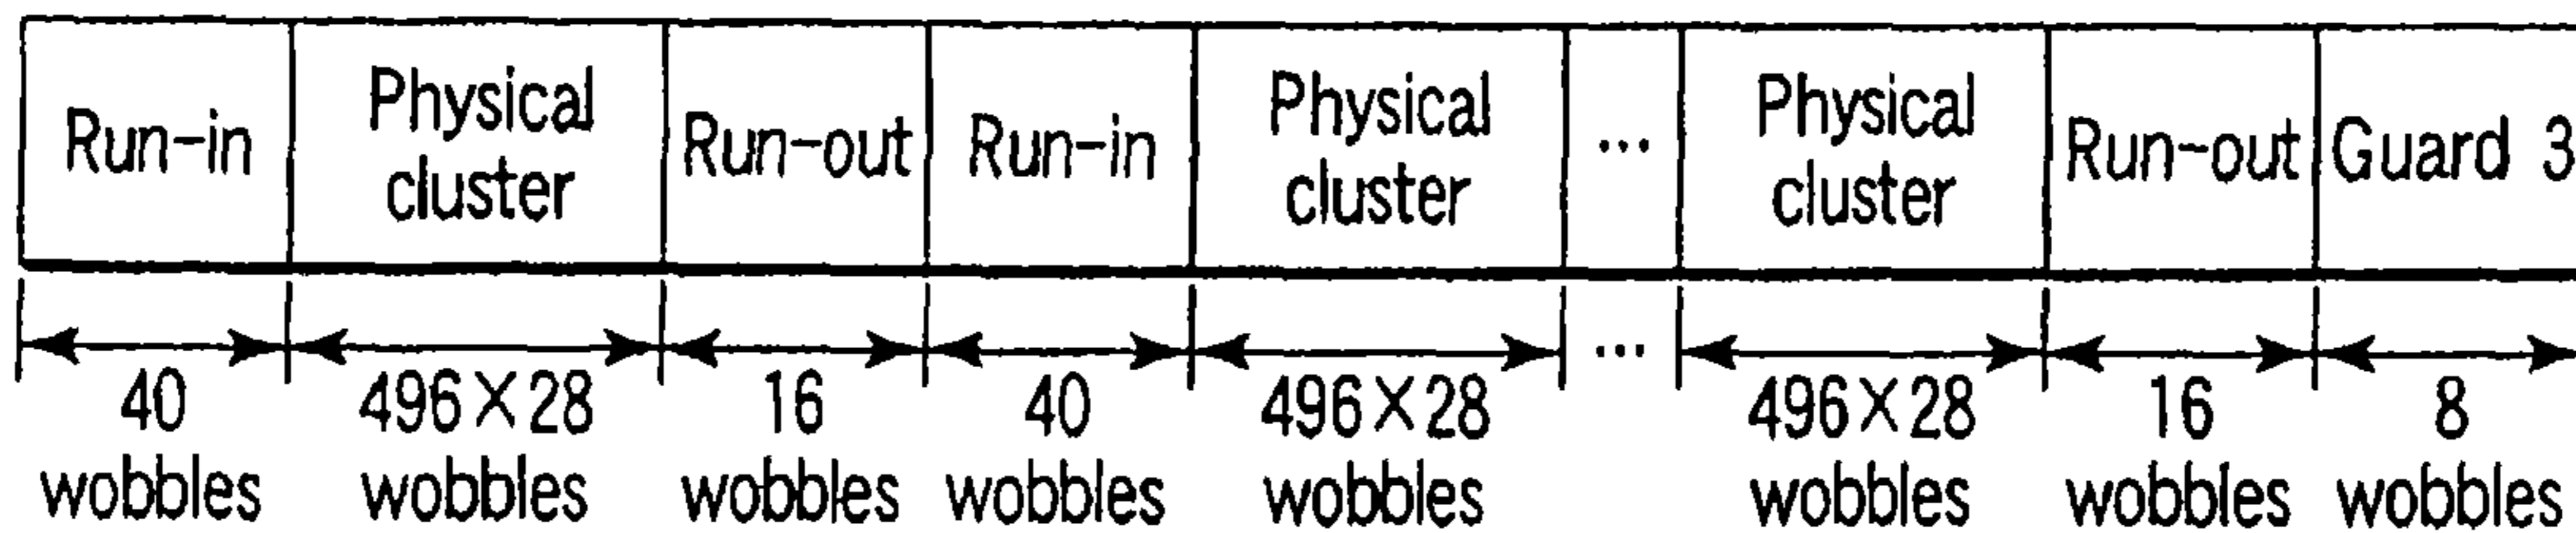 Run-in
Physical
cluster
Run-out
Run-in
Physical
cluster
...
Physical
cluster
Run-out
Guard 3
40
wobbles
496×28
wobbles
16
wobbles
40
wobbles
496×28
wobbles
...
496×28
wobbles
16
wobbles
8
wobbles